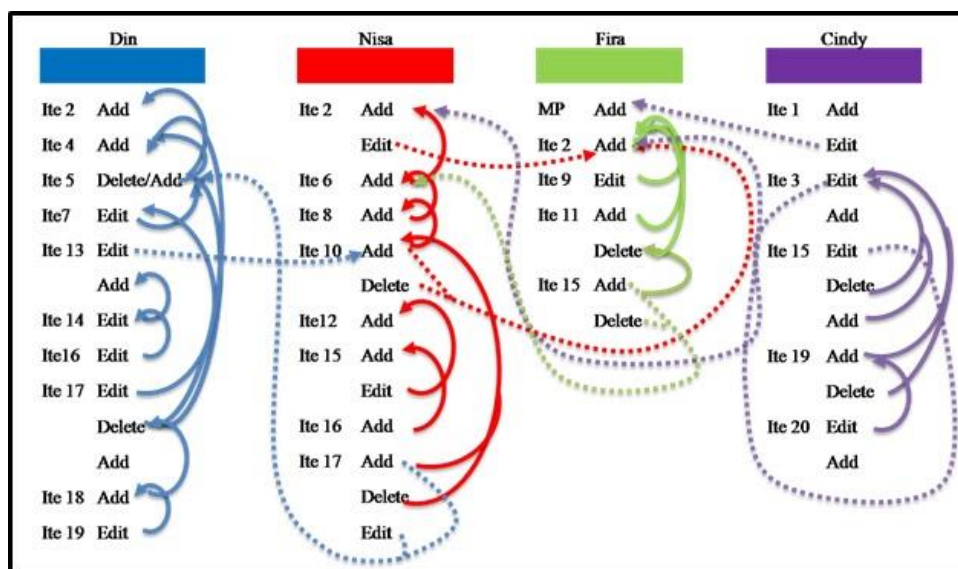 Din
Ite 2 Add
Ite 4 Add
Ite 5 Delete/Add
Ite7 Edit
Ite 13 Edit
Add
Ite 14 Edit
Ite16 Edit
Ite 17 Edit
Delete
Add
Ite 18 Add
Ite 19 Edit
Nisa
Ite 2 Add
Edit
Ite 6 Add
Ite 8 Add
Ite 10 Add
Delete
Ite12 Add
Ite 15 Add
Edit
Ite 16 Add
Ite 17 Add
Delete
Edit
Fira
MP Add
Ite 2 Add
Ite 9 Edit
Ite 11 Add
Delete
Ite 15 Add
Delete
Cindy
Ite 1 Add
Edit
Ite 3 Edit
Add
Ite 15 Edit
Delete
Add
Ite 19 Add
Delete
Ite 20 Edit
Add